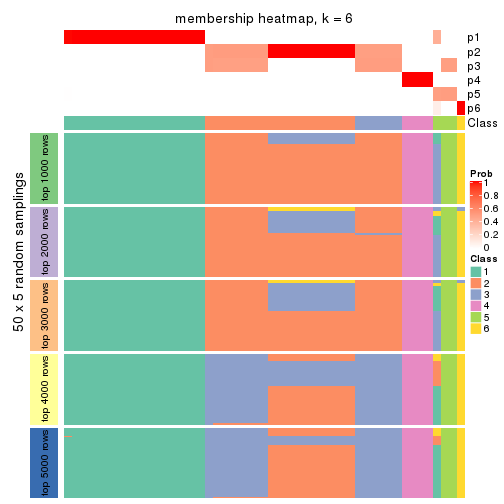 membership heatmap, k = 6
p1
p2
p3
p4
p5
p6
Class
50 x 5 random samplings
top 1000 rows
top 2000 rows
top 3000 rows
top 4000 rows
top 5000 rows
Prob
1
0.8
0.6
0.4
0.2
0
Class
1
2
3
4
5
6